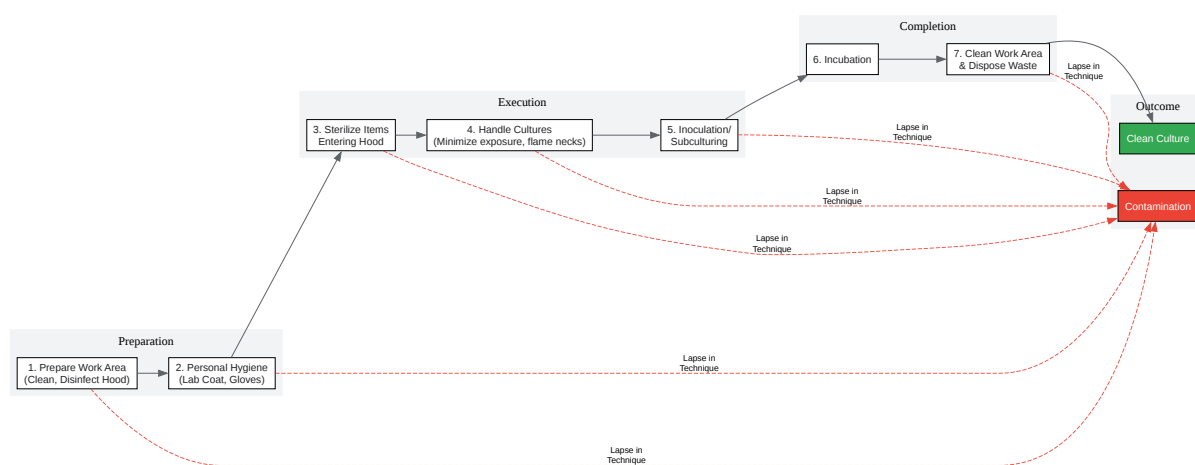 Completion
6. Incubation
7. Clean Work Area
& Dispose Waste
Lapse in
Technique
Outcome
Clean Culture
Contamination
Execution
3. Sterilize Items
Entering Hood
4. Handle Cultures
(Minimize exposure, flame necks)
5. Inoculation/
Subculturing
Lapse in
Technique
Lapse in
Technique
Lapse in
Technique
Preparation
1. Prepare Work Area
(Clean, Disinfect Hood)
2. Personal Hygiene
(Lab Coat, Gloves)
Lapse in
Technique
Lapse in
Technique